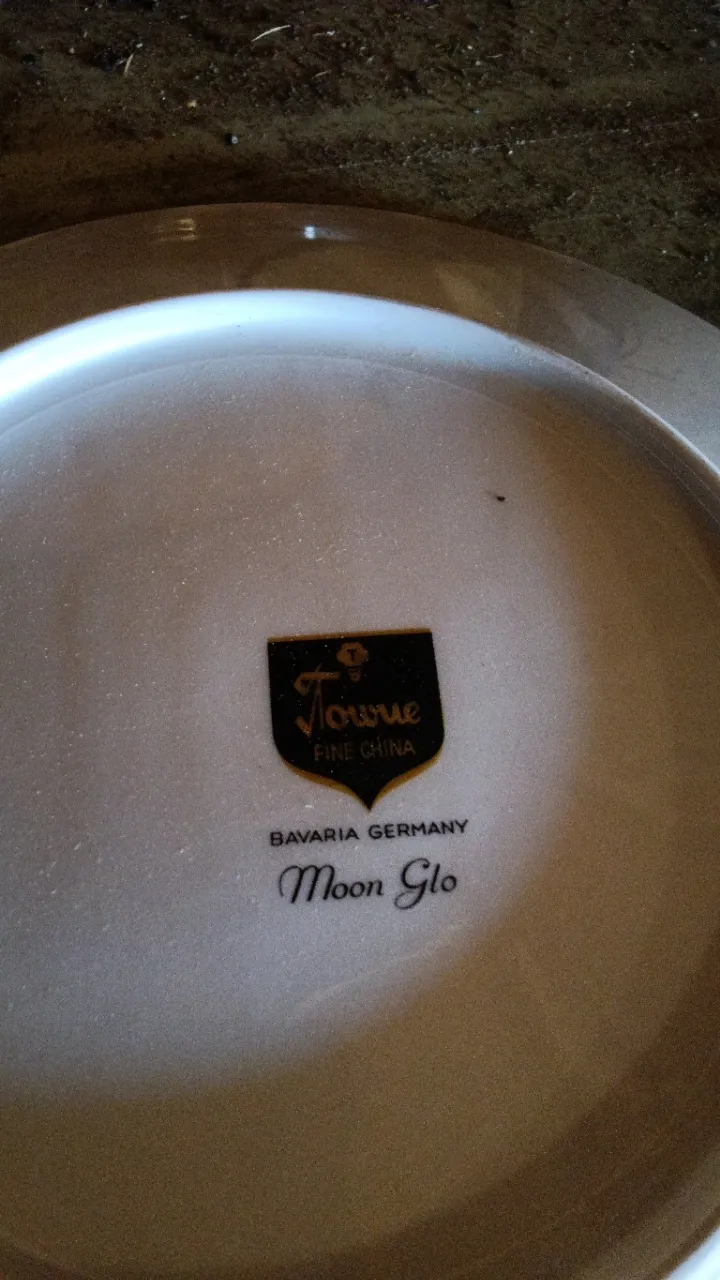 T
Towne
FINE CHINA
BAVARIA GERMANY
Moon Glo